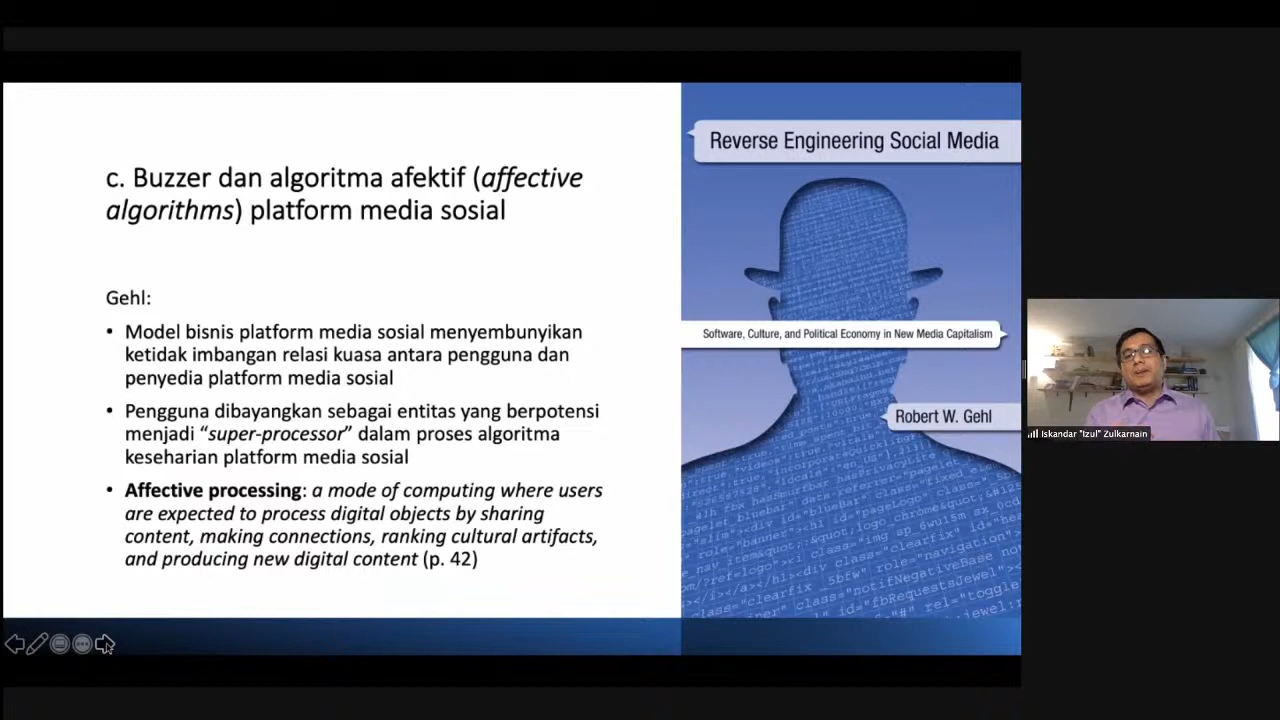 c. Buzzer dan algoritma afektif (affective
algorithms) platform media sosial
Gehl:
• Model bisnis platform media sosial menyembunyikan
ketidak imbangan relasi kuasa antara pengguna dan
penyedia platform media sosial
• Pengguna dibayangkan sebagai entitas yang berpotensi
menjadi “super-processor” dalam proses algoritma
keseharian platform media sosial
• Affective processing: a mode of computing where users
are expected to process digital objects by sharing
content, making connections, ranking cultural artifacts,
and producing new digital content (p. 42)
Reverse Engineering Social Media
Software, Culture, and Political Economy in New Media Capitalism
Robert W. Gehl
Iskandar "Izul" Zulkarnain